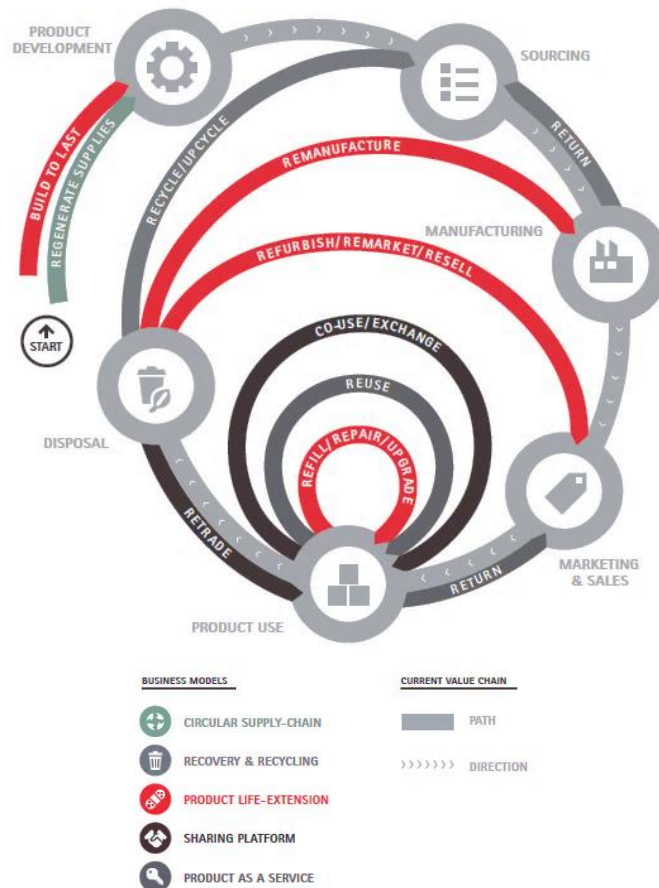 PRODUCT
DEVELOPMENT
SOURCING
BUILD TO LAST
REGENERATE SUPPLIES
RECYCLE/UPCYCLE
REMANUFACTURE
RETURN
MANUFACTURING
REFURBISH/REMARKET/RESELL
START
CO-USE/EXCHANGE
REUSE
REFILL/REPAIR/UPGRADE
DISPOSAL
RETRADE
RETURN
MARKETING
& SALES
PRODUCT USE
BUSINESS MODELS
CIRCULAR SUPPLY-CHAIN
RECOVERY & RECYCLING
PRODUCT LIFE-EXTENSION
SHARING PLATFORM
PRODUCT AS A SERVICE
CURRENT VALUE CHAIN
PATH
DIRECTION